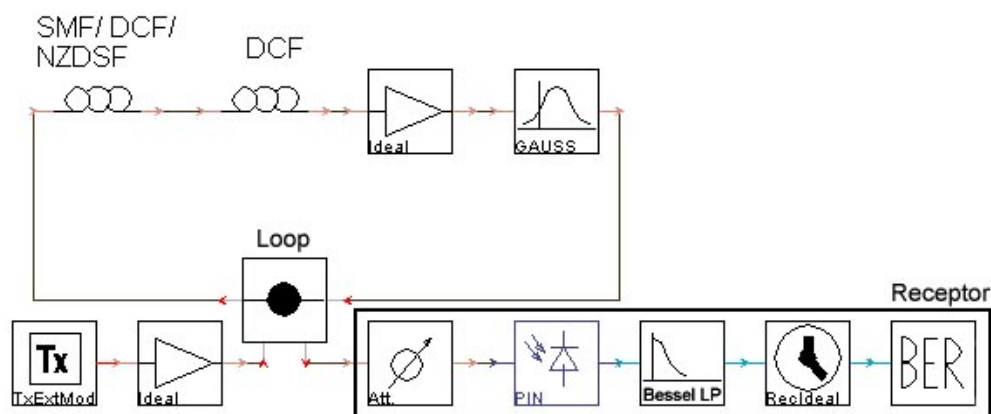 SMF/ DCF/
NZDSF
DCF
Ideal
GAUSS
Loop
Receptor
Tx
TxExtMod
Ideal
Att.
PIN
Bessel LP
RecIdeal
BER